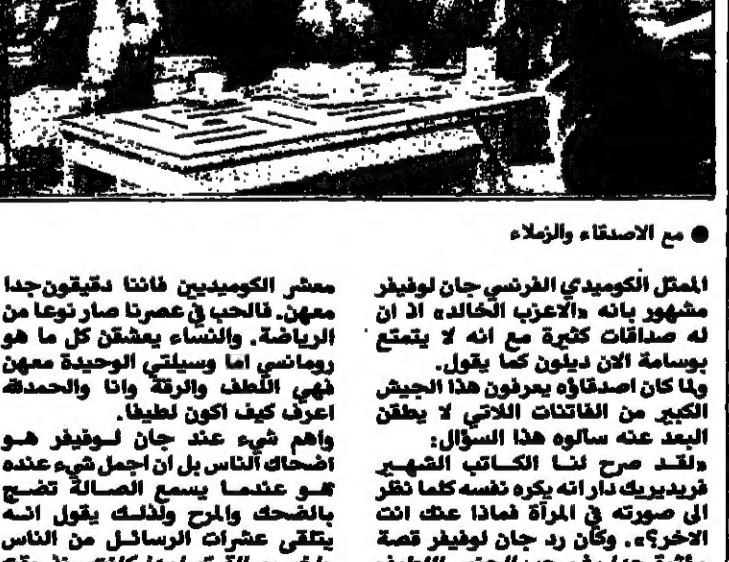 ● مع الاصدقاء والزملاء
الممثل الكوميدي الفرنسي جان لوفيفر
مشهور بانه «الاعزب الخالد» اذ ان
له صداقات كثيرة مع انه لا يتمتع
بوسامة الان ديلون كما يقول.
ولما كان اصدقاؤه يعرفون هذا الجيش
الكبير من الفاتنات اللاتي لا يطقن
البعد عنه سألوه هذا السؤال:
«لقد صرح لنا الكاتب الشهير
فريديريك دار انه يكره نفسه كلما نظر
الى صورته في المرآة فماذا عنك انت
الاخر؟». وكان رد جان لوفيفر قصة
معشر الكوميديين فاننا دقيقون جدا
معهن. فالحب في عصرنا صار نوعا من
الرياضة. والنساء يعشقن كل ما هو
رومانسي اما وسيلتي الوحيدة معهن
فهي اللطف والرقة وانا والحمدلله
اعرف كيف اكون لطيفا.
واهم شيء عند جان لوفيفر هو
اضحاك الناس بل ان اجمل شيء عنده
هو عندما يسمع الصالة تضج
بالضحك والمرح ولذلك يقول انه
يتلقى عشرات الرسائل من الناس